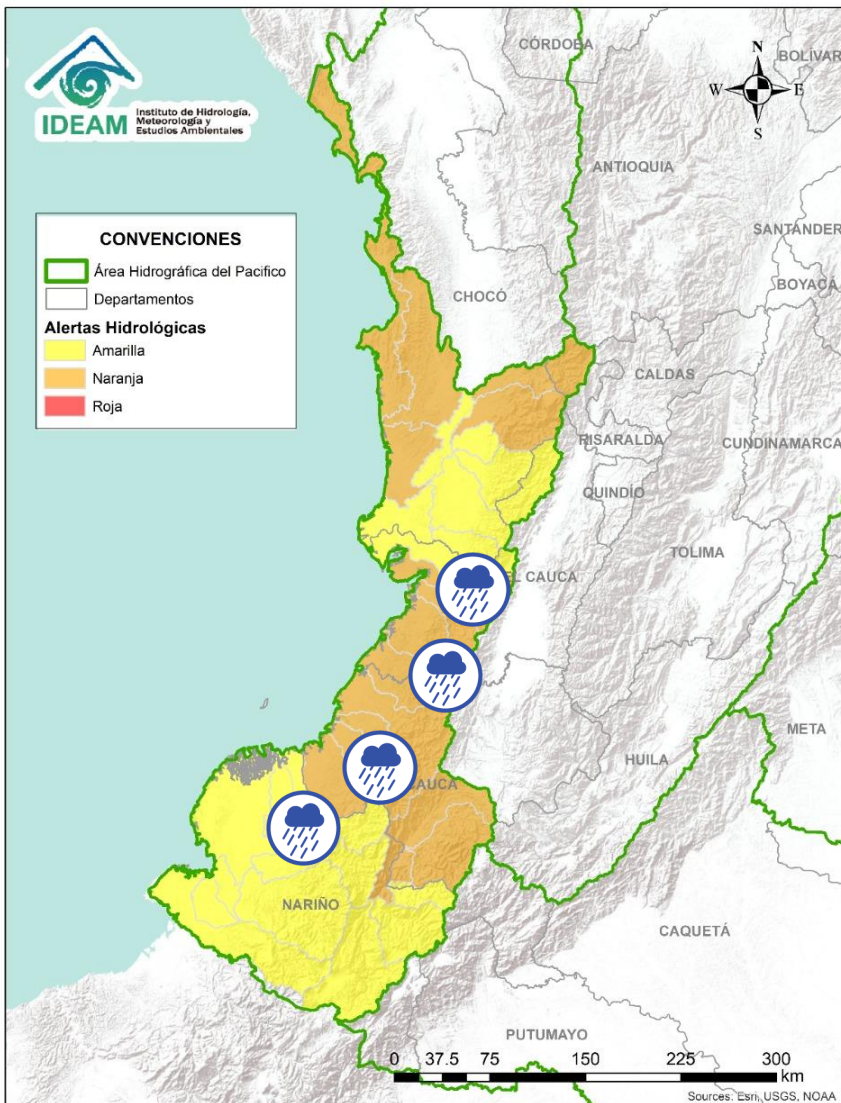 IDEAM
Instituto de Hidrología,
Meteorología y
Estudios Ambientales
CÓRDOBA
BOLÍVAR
N
W
E
S
ANTIOQUIA
SANTANDER
BOYACÁ
CONVENCIONES
Área Hidrográfica del Pacifico
Departamentos
Alertas Hidrológicas
Amarilla
Naranja
Roja
CHOCÓ
CALDAS
RISARALDA
CUNDINAMARCA
QUINDÍO
TOLIMA
EL CAUCA
META
HUILA
CAUCA
NARIÑO
CAQUETÁ
PUTUMAYO
0 37.5 75 150 225 300
km
Sources: Esri, USGS, NOAA